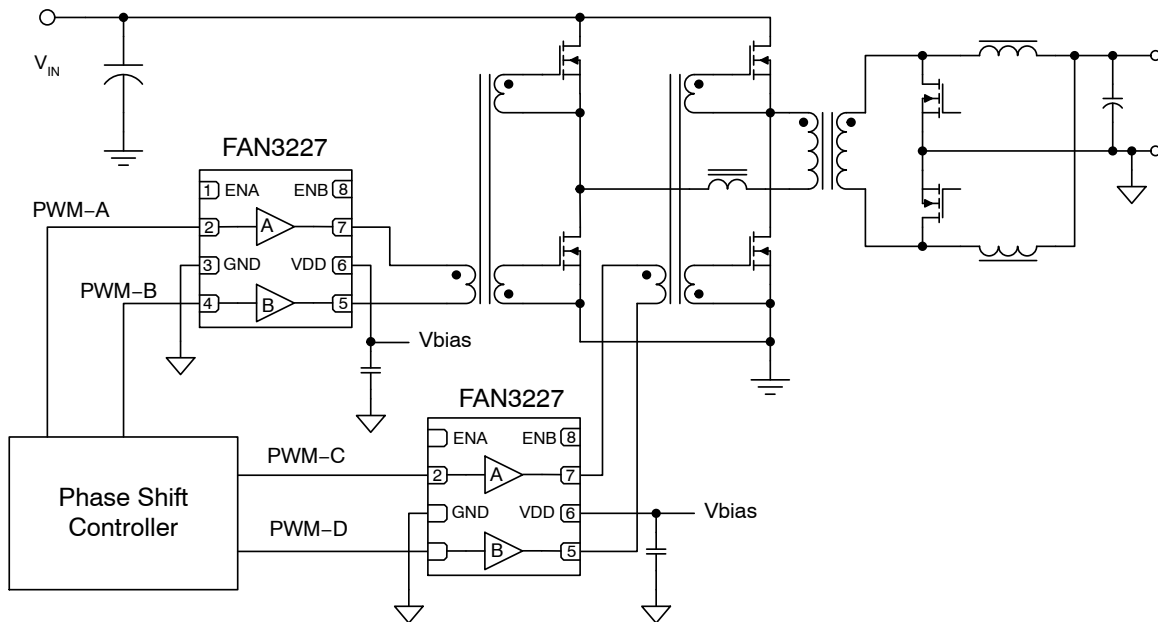 V_IN
FAN3227
1 ENA ENB 8
PWM−A
2 A 7
3 GND VDD 6
PWM−B
4 B 5
Vbias
FAN3227
ENA ENB 8
PWM−C
2 A 7
Phase Shift
Controller
GND VDD 6
Vbias
PWM−D
B 5